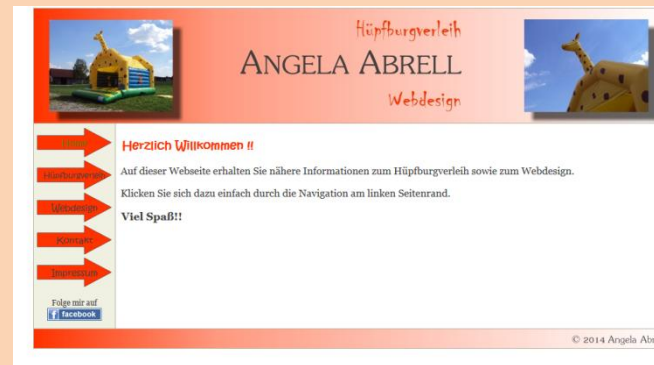 Hüpfburgverleih
ANGELA ABRELL
Webdesign
Home
Hüpfburgverleih
Webdesign
Kontakt
Impressum
Folge mir auf
facebook
Herzlich Willkommen !!
Auf dieser Webseite erhalten Sie nähere Informationen zum Hüpfburgverleih sowie zum Webdesign.
Klicken Sie sich dazu einfach durch die Navigation am linken Seitenrand.
Viel Spaß!!
© 2014 Angela Abr